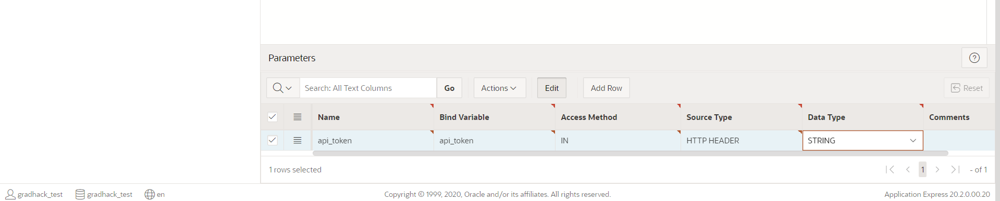 Parameters
Search: All Text Columns Go Actions Edit Add Row Reset
Name Bind Variable Access Method Source Type Data Type Comments
api_token api_token IN HTTP HEADER STRING
1 rows selected 1 - of 1
gradhack_test gradhack_test en Copyright © 1999, 2020, Oracle and/or its affiliates. All rights reserved. Application Express 20.2.0.00.20